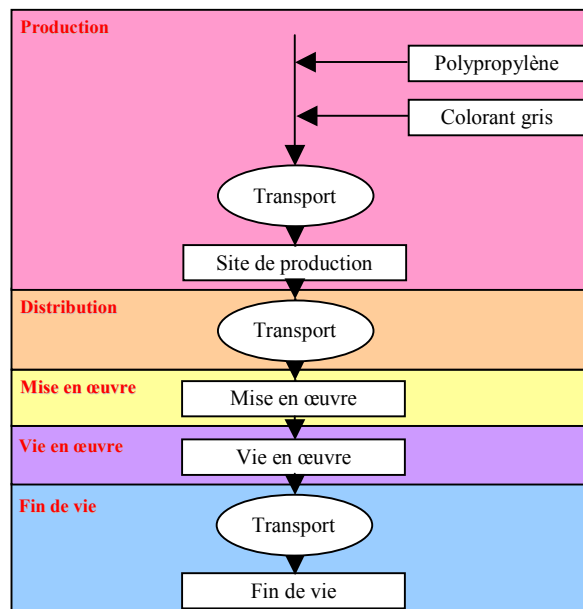 Production
Polypropylène
Colorant gris
Transport
Site de production
Distribution
Transport
Mise en œuvre
Mise en œuvre
Vie en œuvre
Vie en œuvre
Fin de vie
Transport
Fin de vie